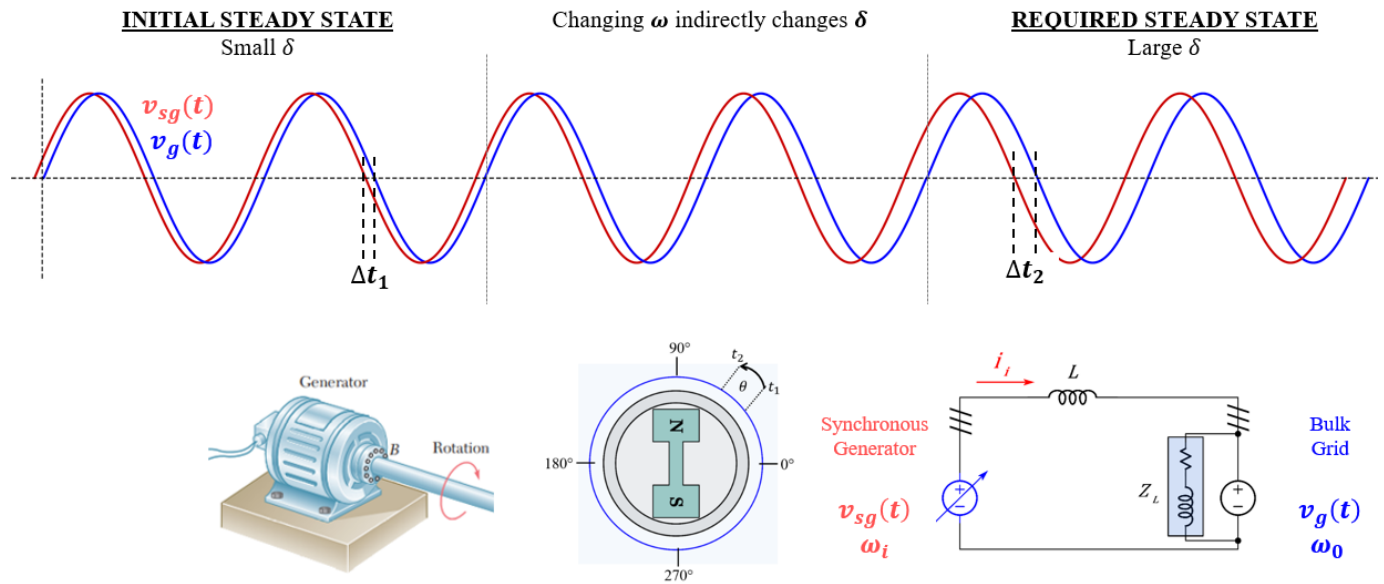 INITIAL STEADY STATE
Small δ
Changing ω indirectly changes δ
REQUIRED STEADY STATE
Large δ
v_sg(t)
v_g(t)
Δt₁
Δt₂
Generator
B
Rotation
90°
t₂
θ
t₁
180°
0°
N
S
270°
i_i
L
Synchronous
Generator
Bulk
Grid
Z_L
+
−
+
−
v_sg(t)
ω_i
v_g(t)
ω₀